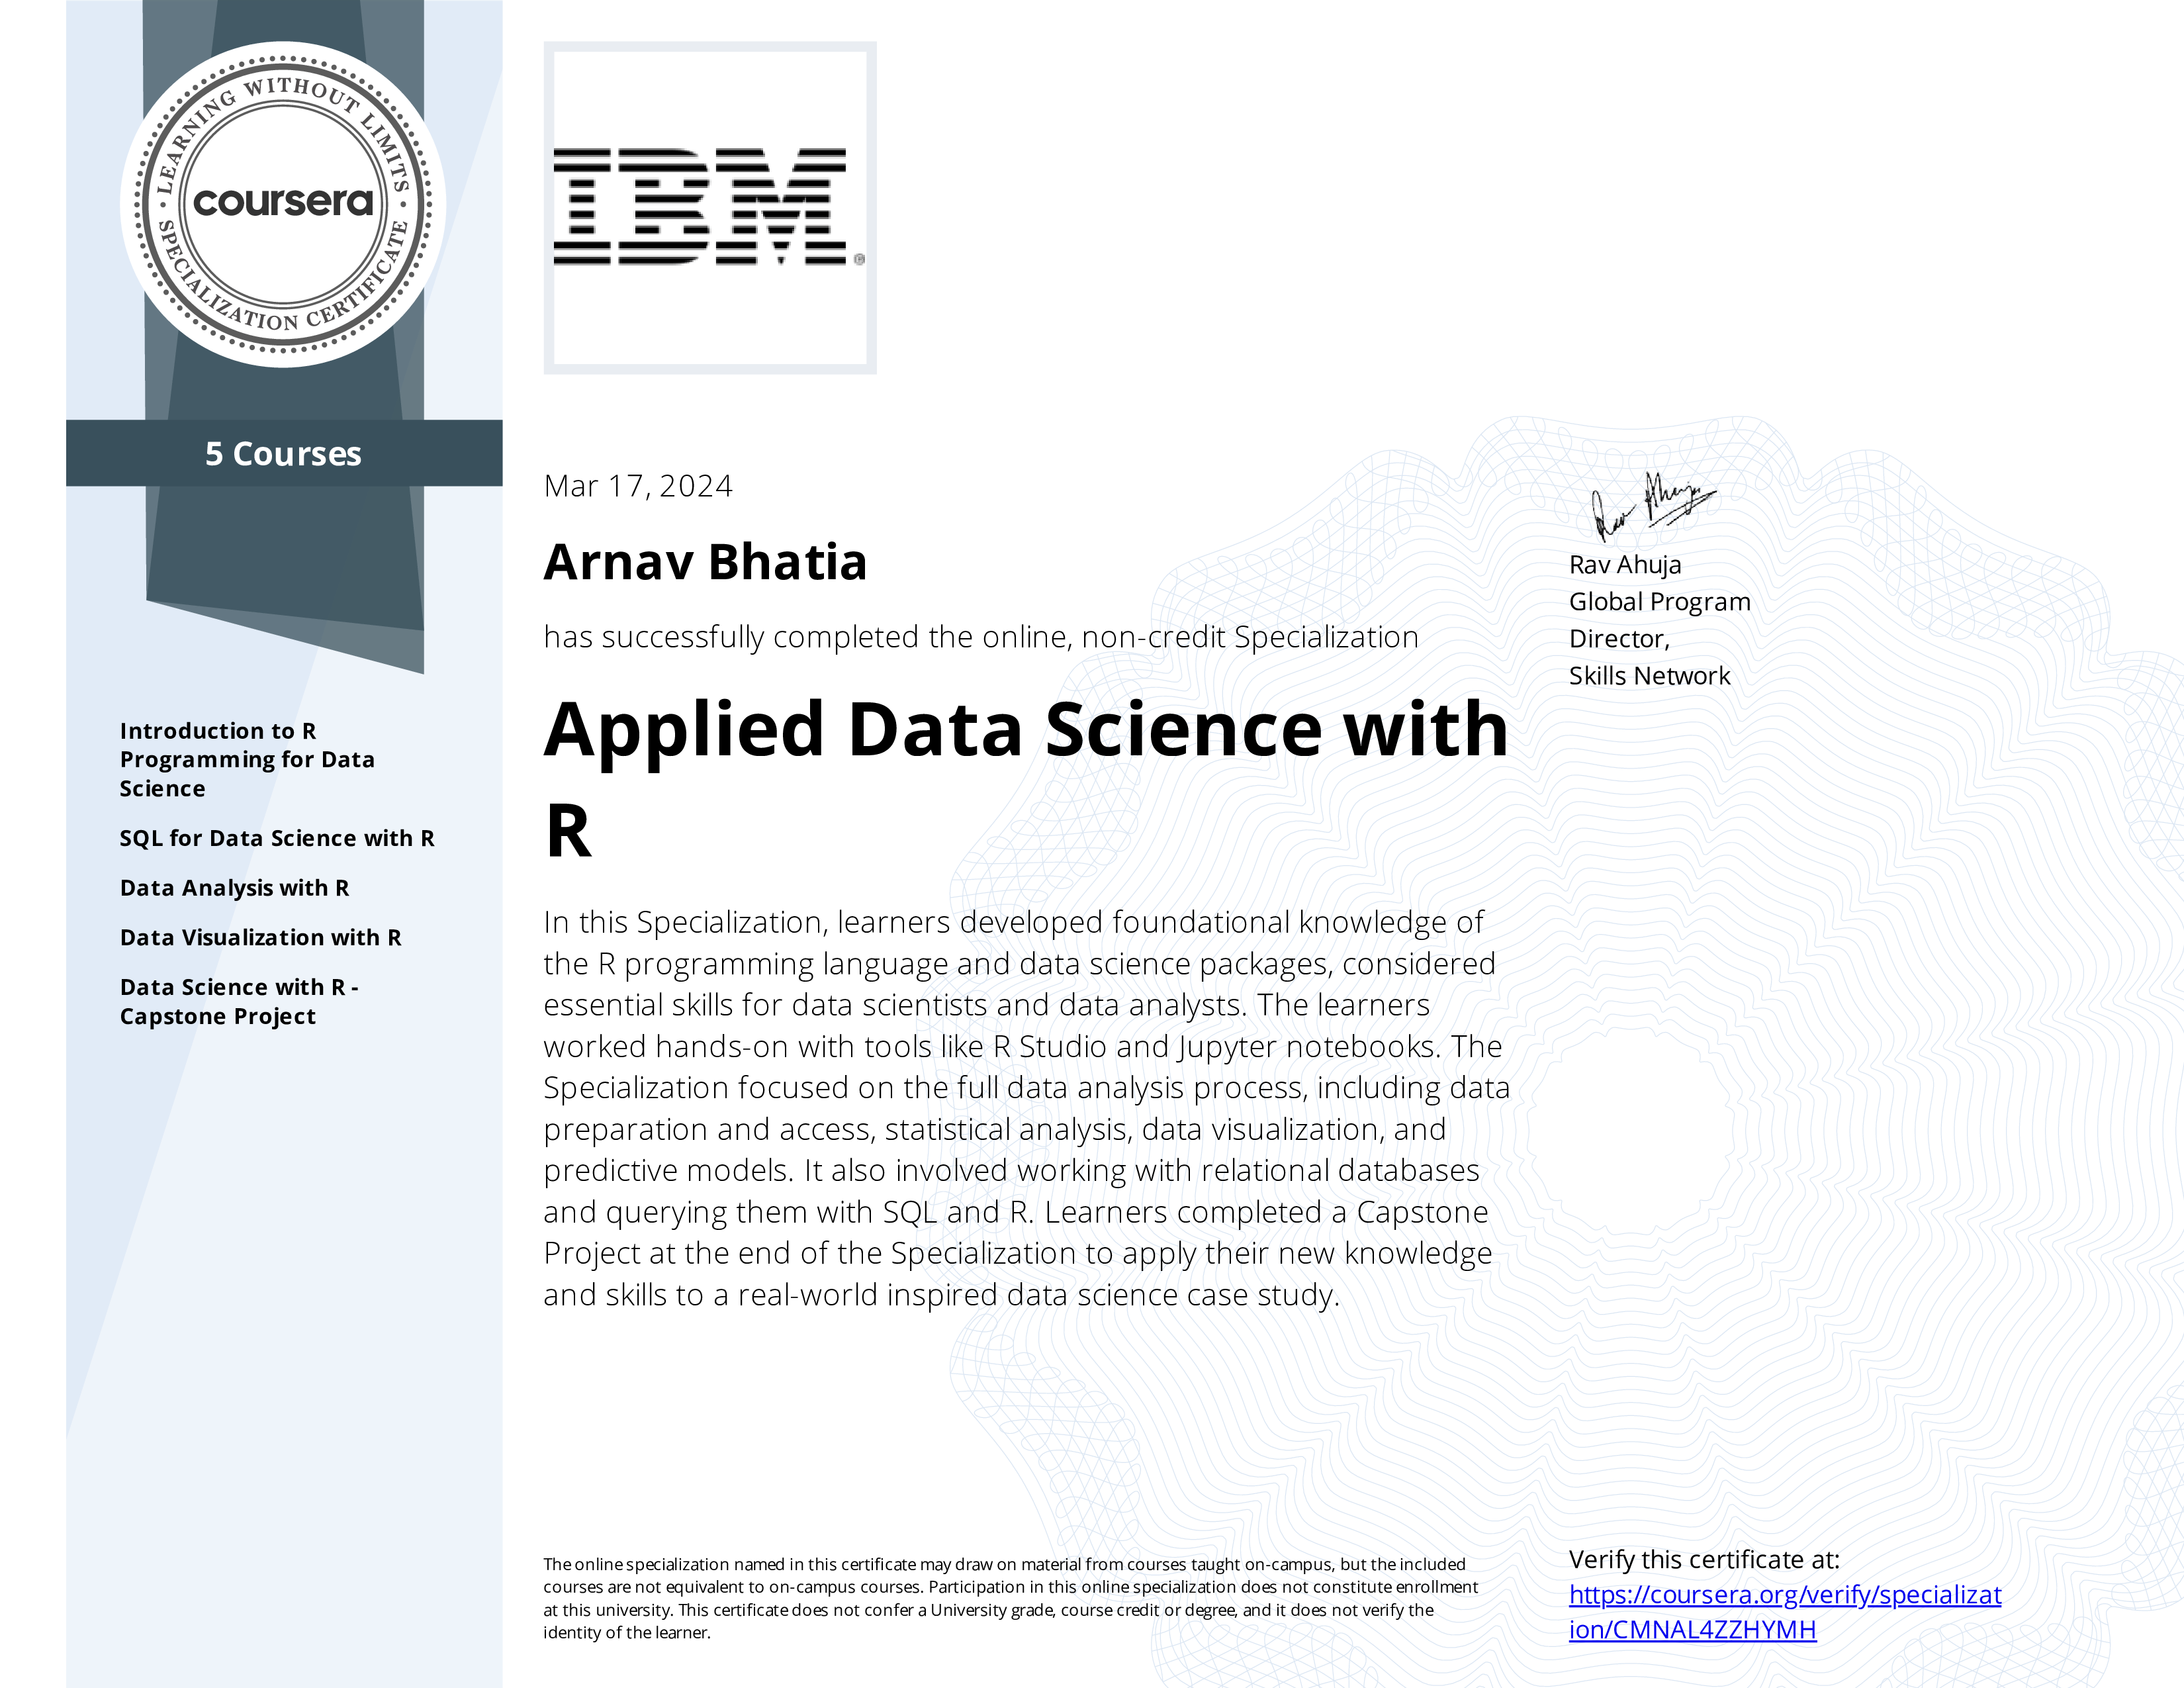 LEARNING WITHOUT LIMITS
coursera
SPECIALIZATION CERTIFICATE
5 Courses
Introduction to R
Programming for Data
Science
SQL for Data Science with R
Data Analysis with R
Data Visualization with R
Data Science with R -
Capstone Project
IBM®
Mar 17, 2024
Arnav Bhatia
has successfully completed the online, non-credit Specialization
Applied Data Science with
R
In this Specialization, learners developed foundational knowledge of
the R programming language and data science packages, considered
essential skills for data scientists and data analysts. The learners
worked hands-on with tools like R Studio and Jupyter notebooks. The
Specialization focused on the full data analysis process, including data
preparation and access, statistical analysis, data visualization, and
predictive models. It also involved working with relational databases
and querying them with SQL and R. Learners completed a Capstone
Project at the end of the Specialization to apply their new knowledge
and skills to a real-world inspired data science case study.
Rav Ahuja
Rav Ahuja
Global Program
Director,
Skills Network
The online specialization named in this certificate may draw on material from courses taught on-campus, but the included
courses are not equivalent to on-campus courses. Participation in this online specialization does not constitute enrollment
at this university. This certificate does not confer a University grade, course credit or degree, and it does not verify the
identity of the learner.
Verify this certificate at:
https://coursera.org/verify/specializat
ion/CMNAL4ZZHYMH